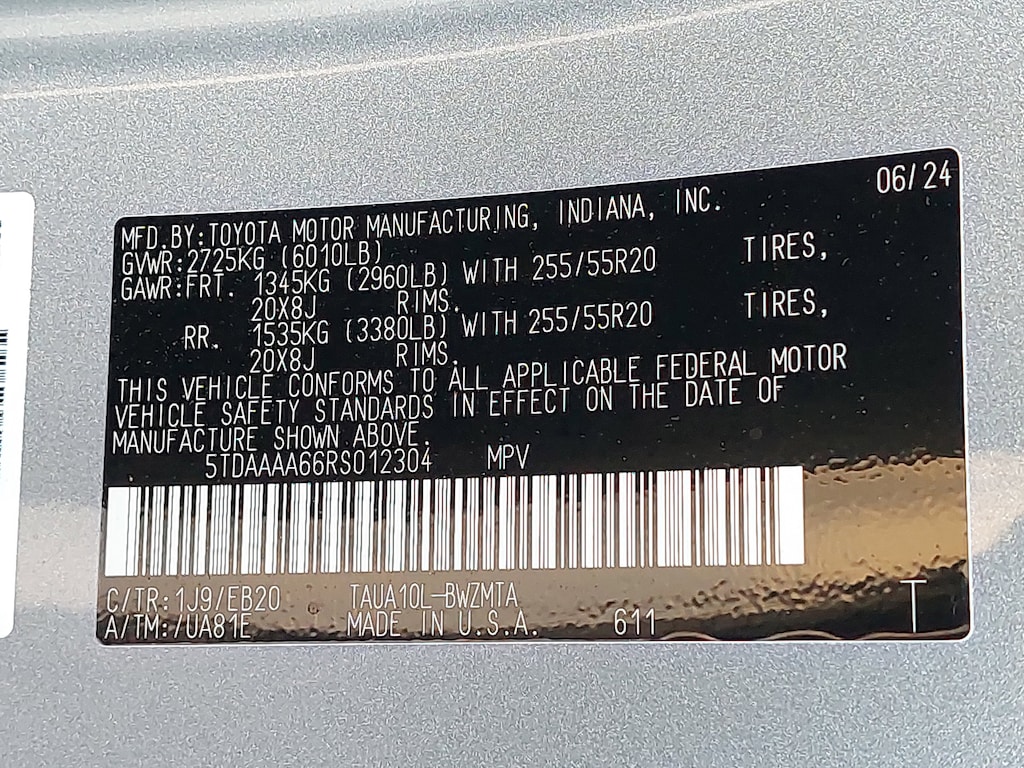 06/24
MFD.BY:TOYOTA MOTOR MANUFACTURING, INDIANA, INC.
GVWR:2725KG (6010LB)
GAWR:FRT. 1345KG (2960LB) WITH 255/55R20 TIRES,
20X8J RIMS.
RR. 1535KG (3380LB) WITH 255/55R20 TIRES,
20X8J RIMS.
THIS VEHICLE CONFORMS TO ALL APPLICABLE FEDERAL MOTOR
VEHICLE SAFETY STANDARDS IN EFFECT ON THE DATE OF
MANUFACTURE SHOWN ABOVE.
5TDAAAA66RS012304 MPV
C/TR:1J9/EB20 TAUA10L-BWZMTA T
A/TM:/UA81E MADE IN U.S.A. 611